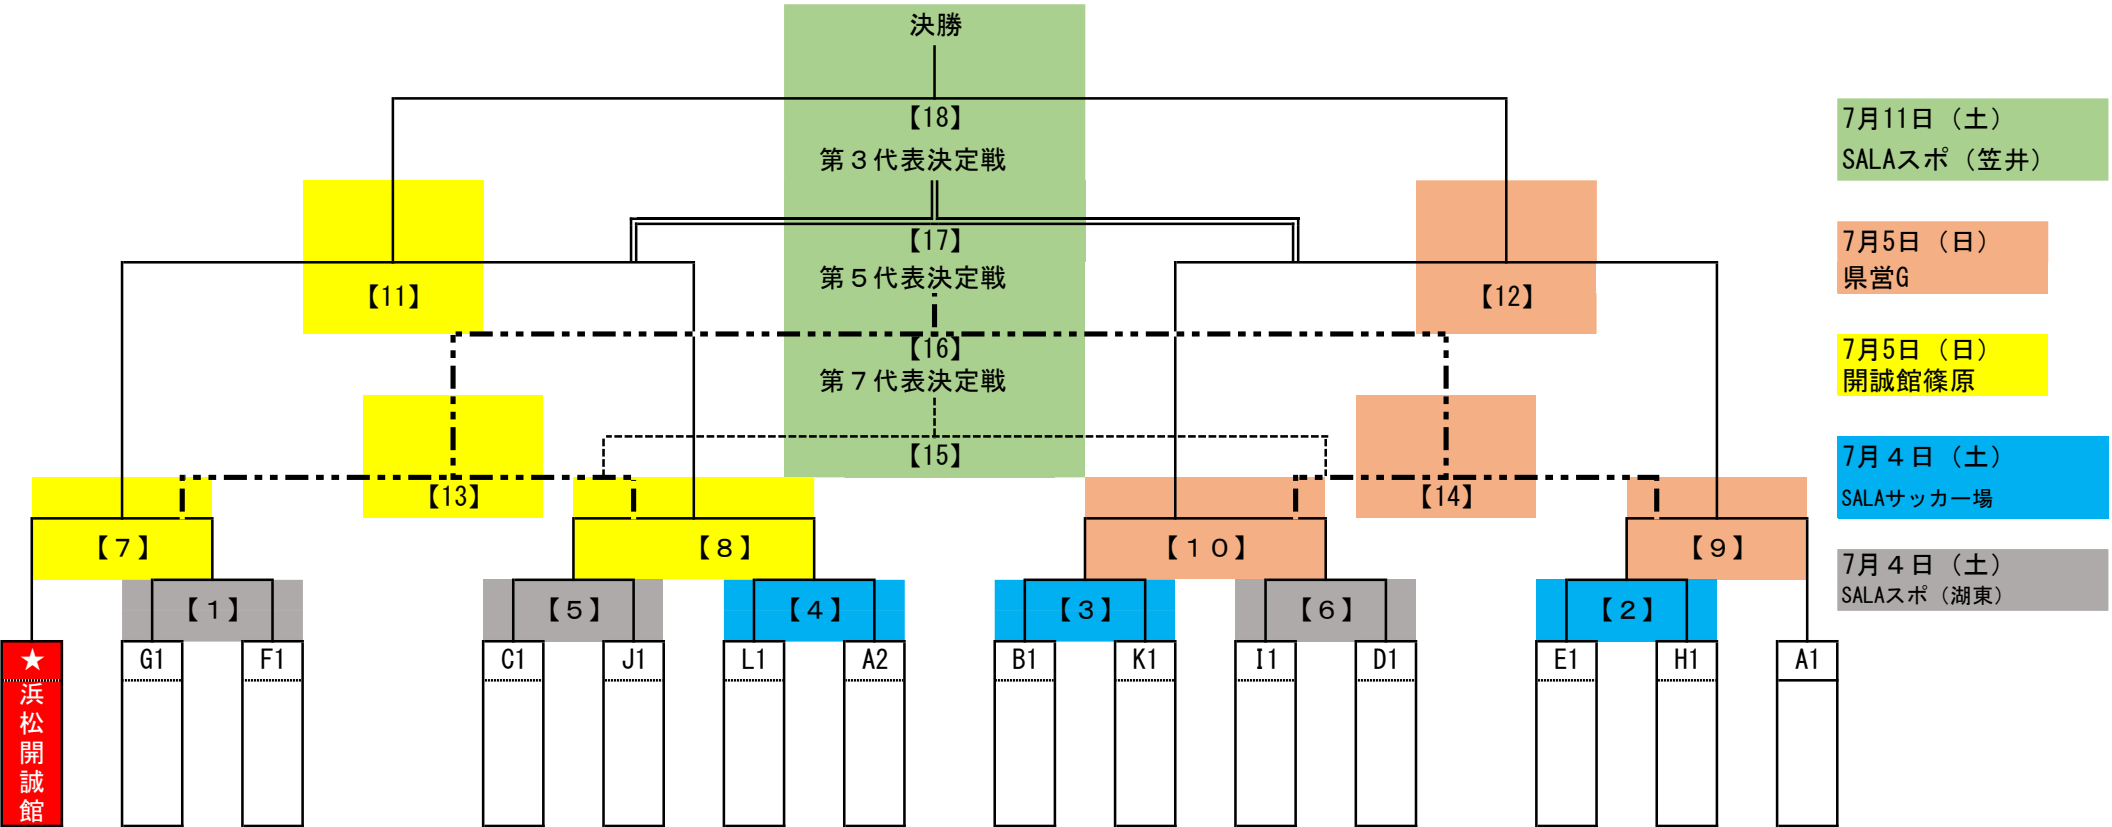 決勝
【18】
第３代表決定戦
【17】
第５代表決定戦
【11】
【12】
【16】
第７代表決定戦
【15】
【13】
【14】
【７】
【８】
【１０】
【９】
【１】
【５】
【４】
【３】
【６】
【２】
★
G1
F1
C1
J1
L1
A2
B1
K1
I1
D1
E1
H1
A1
浜松開誠館
7月11日（土）
SALAスポ（笠井）
7月5日（日）
県営G
7月5日（日）
開誠館篠原
7月４日（土）
SALAサッカー場
7月４日（土）
SALAスポ（湖東）